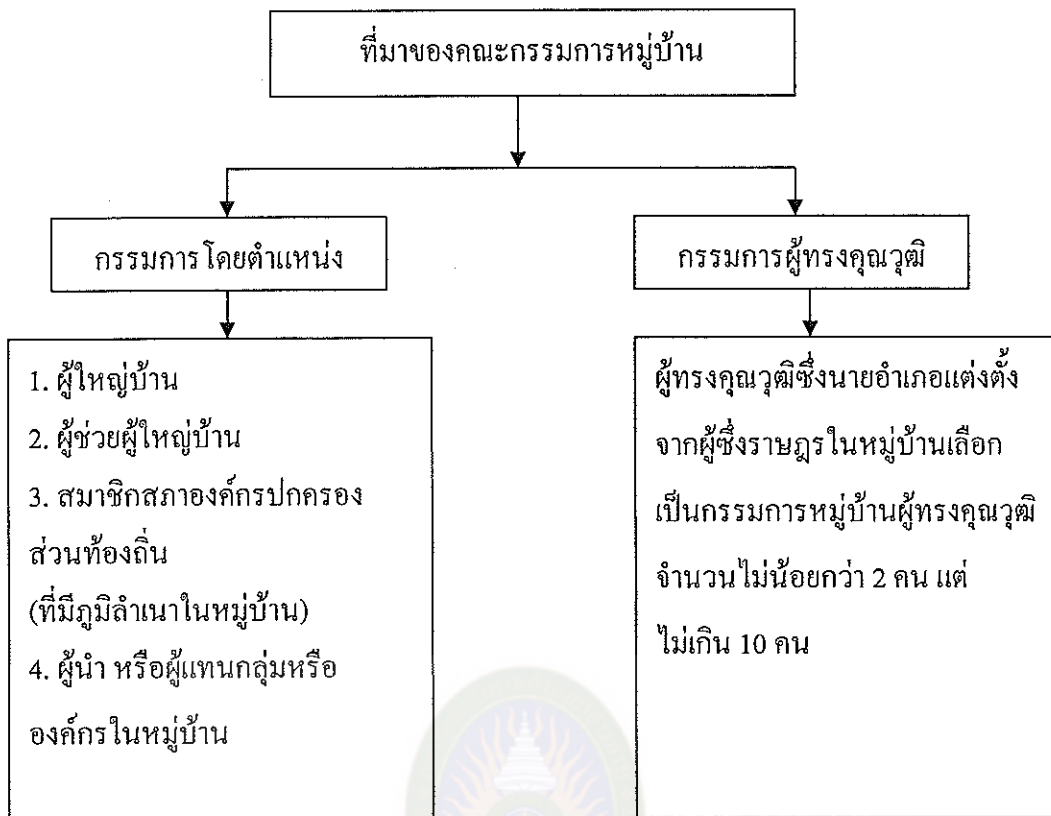 ที่มาของคณะกรรมการหมู่บ้าน
กรรมการโดยตำแหน่ง
กรรมการผู้ทรงคุณวุฒิ
1. ผู้ใหญ่บ้าน
2. ผู้ช่วยผู้ใหญ่บ้าน
3. สมาชิกสภาองค์กรปกครอง
ส่วนท้องถิ่น
(ที่มีภูมิลำเนาในหมู่บ้าน)
4. ผู้นำ หรือผู้แทนกลุ่มหรือ
องค์กรในหมู่บ้าน
ผู้ทรงคุณวุฒิซึ่งนายอำเภอแต่งตั้ง
จากผู้ซึ่งราษฎรในหมู่บ้านเลือก
เป็นกรรมการหมู่บ้านผู้ทรงคุณวุฒิ
จำนวนไม่น้อยกว่า 2 คน แต่
ไม่เกิน 10 คน